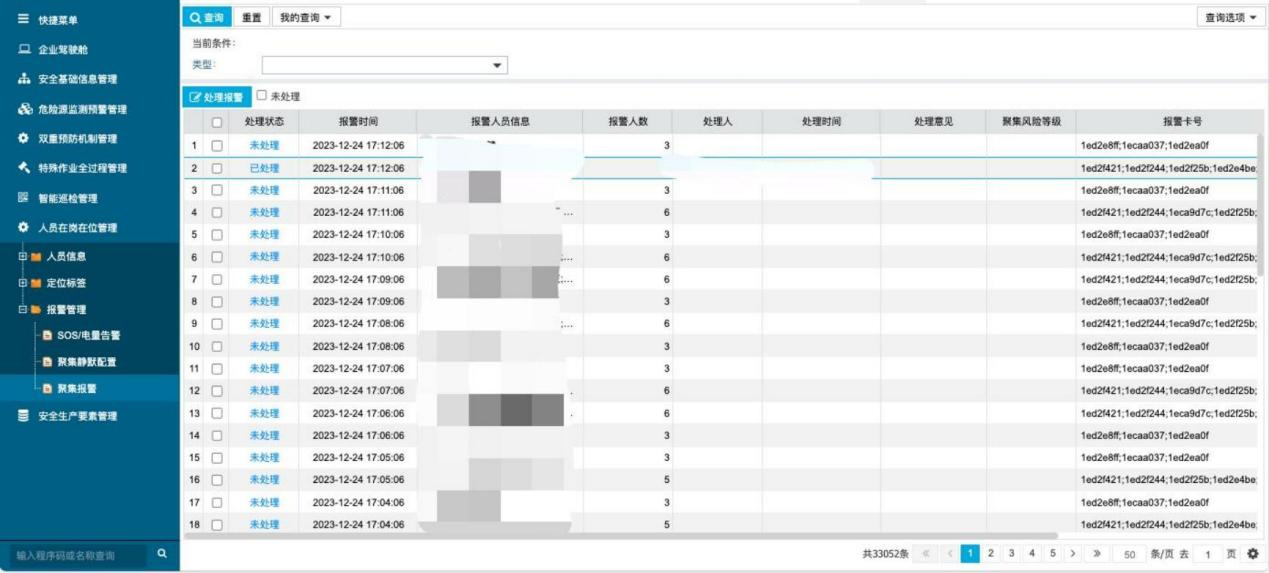 快捷菜单
企业驾驶舱
安全基础信息管理
危险源监测预警管理
双重预防机制管理
特殊作业全过程管理
智能巡检管理
人员在岗在位管理
人员信息
定位标签
报警管理
SOS/电量告警
聚集静默配置
聚集报警
安全生产要素管理
输入程序码或名称查询
查询 重置 我的查询 查询选项
当前条件:
类型:
处理报警 未处理
处理状态 报警时间 报警人员信息 报警人数 处理人 处理时间 处理意见 聚集风险等级 报警卡号
1 未处理 2023-12-24 17:12:06 3 1ed2e8ff;1ecaa037;1ed2ea0f
2 已处理 2023-12-24 17:12:06 1ed2f421;1ed2f244;1ed2f25b;1ed2e4be;
3 未处理 2023-12-24 17:11:06 3 1ed2e8ff;1ecaa037;1ed2ea0f
4 未处理 2023-12-24 17:11:06 ... 6 1ed2f421;1ed2f244;1eca9d7c;1ed2f25b;
5 未处理 2023-12-24 17:10:06 3 1ed2e8ff;1ecaa037;1ed2ea0f
6 未处理 2023-12-24 17:10:06 ;... 6 1ed2f421;1ed2f244;1eca9d7c;1ed2f25b;
7 未处理 2023-12-24 17:09:06 ;... 6 1ed2f421;1ed2f244;1eca9d7c;1ed2f25b;
8 未处理 2023-12-24 17:09:06 3 1ed2e8ff;1ecaa037;1ed2ea0f
9 未处理 2023-12-24 17:08:06 ;... 6 1ed2f421;1ed2f244;1eca9d7c;1ed2f25b;
10 未处理 2023-12-24 17:08:06 3 1ed2e8ff;1ecaa037;1ed2ea0f
11 未处理 2023-12-24 17:07:06 3 1ed2e8ff;1ecaa037;1ed2ea0f
12 未处理 2023-12-24 17:07:06 6 1ed2f421;1ed2f244;1eca9d7c;1ed2f25b;
13 未处理 2023-12-24 17:06:06 6 1ed2f421;1ed2f244;1eca9d7c;1ed2f25b;
14 未处理 2023-12-24 17:06:06 3 1ed2e8ff;1ecaa037;1ed2ea0f
15 未处理 2023-12-24 17:05:06 3 1ed2e8ff;1ecaa037;1ed2ea0f
16 未处理 2023-12-24 17:05:06 5 1ed2f421;1ed2f244;1ed2f25b;1ed2e4be;
17 未处理 2023-12-24 17:04:06 3 1ed2e8ff;1ecaa037;1ed2ea0f
18 未处理 2023-12-24 17:04:06 5 1ed2f421;1ed2f244;1ed2f25b;1ed2e4be;
共33052条 « < 1 2 3 4 5 > » 50 条/页 去 1 页